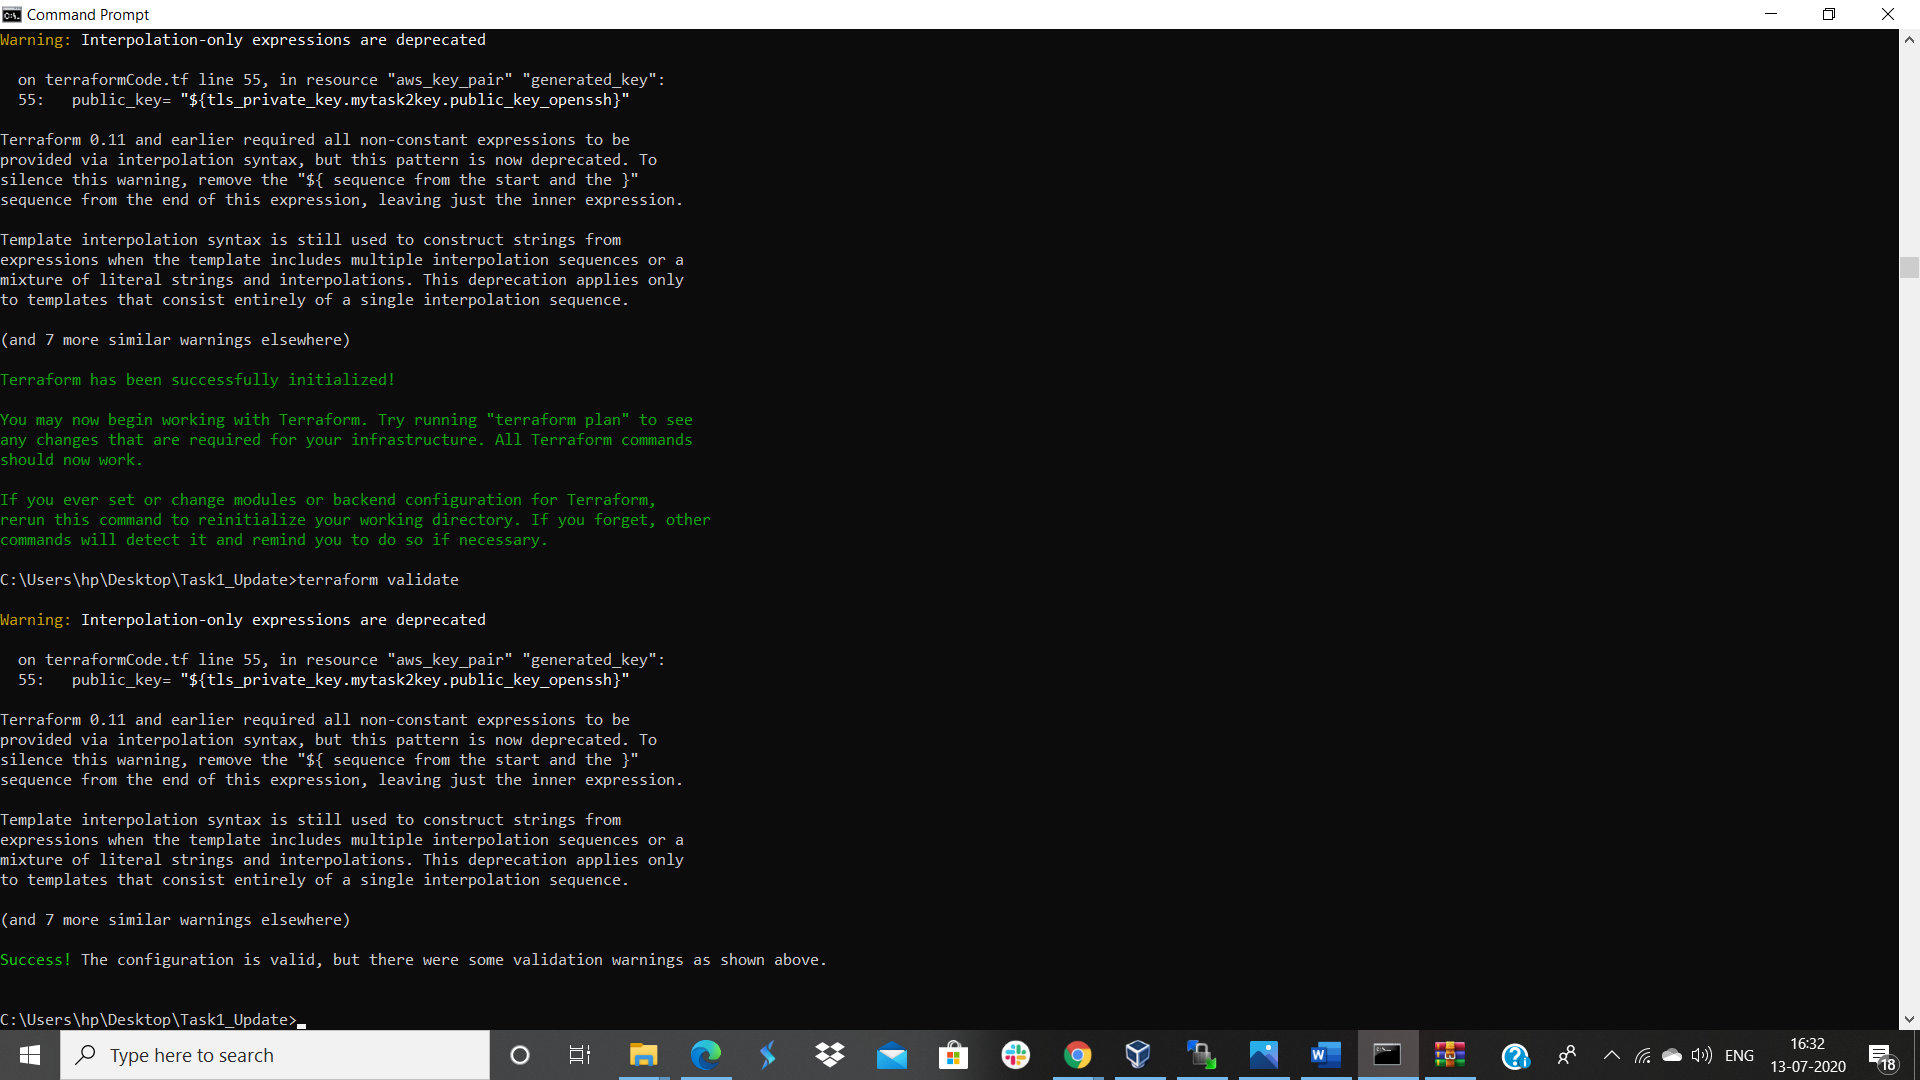 Command Prompt
Warning: Interpolation-only expressions are deprecated
on terraformCode.tf line 55, in resource "aws_key_pair" "generated_key":
55:   public_key= "${tls_private_key.mytask2key.public_key_openssh}"
Terraform 0.11 and earlier required all non-constant expressions to be
provided via interpolation syntax, but this pattern is now deprecated. To
silence this warning, remove the "${ sequence from the start and the }"
sequence from the end of this expression, leaving just the inner expression.
Template interpolation syntax is still used to construct strings from
expressions when the template includes multiple interpolation sequences or a
mixture of literal strings and interpolations. This deprecation applies only
to templates that consist entirely of a single interpolation sequence.
(and 7 more similar warnings elsewhere)
Terraform has been successfully initialized!
You may now begin working with Terraform. Try running "terraform plan" to see
any changes that are required for your infrastructure. All Terraform commands
should now work.
If you ever set or change modules or backend configuration for Terraform,
rerun this command to reinitialize your working directory. If you forget, other
commands will detect it and remind you to do so if necessary.
C:\Users\hp\Desktop\Task1_Update>terraform validate
Warning: Interpolation-only expressions are deprecated
on terraformCode.tf line 55, in resource "aws_key_pair" "generated_key":
55:   public_key= "${tls_private_key.mytask2key.public_key_openssh}"
Terraform 0.11 and earlier required all non-constant expressions to be
provided via interpolation syntax, but this pattern is now deprecated. To
silence this warning, remove the "${ sequence from the start and the }"
sequence from the end of this expression, leaving just the inner expression.
Template interpolation syntax is still used to construct strings from
expressions when the template includes multiple interpolation sequences or a
mixture of literal strings and interpolations. This deprecation applies only
to templates that consist entirely of a single interpolation sequence.
(and 7 more similar warnings elsewhere)
Success! The configuration is valid, but there were some validation warnings as shown above.
C:\Users\hp\Desktop\Task1_Update>
Type here to search
ENG
16:32
13-07-2020
18